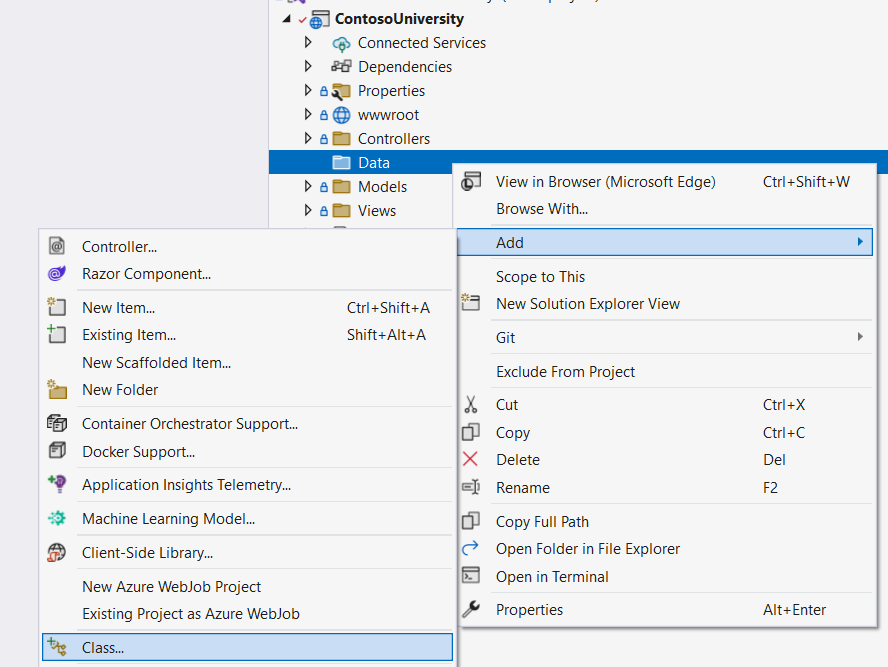 ContosoUniversity
Connected Services
Dependencies
Properties
wwwroot
Controllers
Data
Models
Views
View in Browser (Microsoft Edge) Ctrl+Shift+W
Browse With...
Add
Scope to This
New Solution Explorer View
Git
Exclude From Project
Cut Ctrl+X
Copy Ctrl+C
Delete Del
Rename F2
Copy Full Path
Open Folder in File Explorer
Open in Terminal
Properties Alt+Enter
Controller...
Razor Component...
New Item... Ctrl+Shift+A
Existing Item... Shift+Alt+A
New Scaffolded Item...
New Folder
Container Orchestrator Support...
Docker Support...
Application Insights Telemetry...
Machine Learning Model...
Client-Side Library...
New Azure WebJob Project
Existing Project as Azure WebJob
Class...